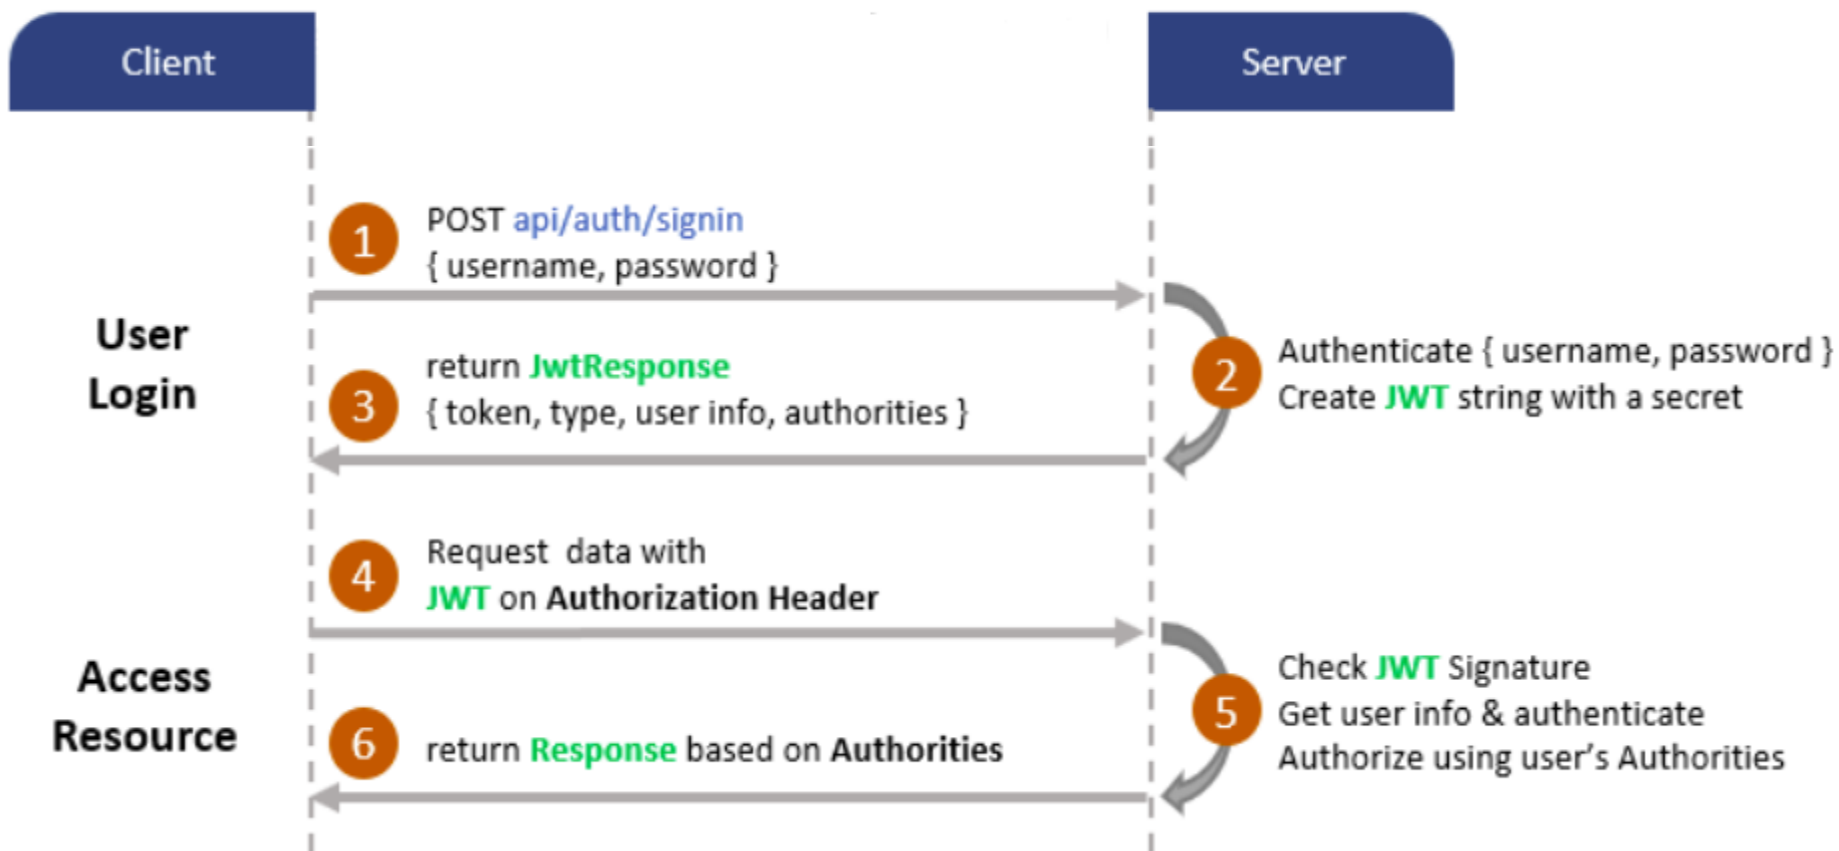 Client
Server
1
POST api/auth/signin
{ username, password }
User
Login
2
Authenticate { username, password }
Create JWT string with a secret
3
return JwtResponse
{ token, type, user info, authorities }
4
Request  data with
JWT on Authorization Header
Access
Resource
5
Check JWT Signature
Get user info & authenticate
Authorize using user’s Authorities
6
return Response based on Authorities